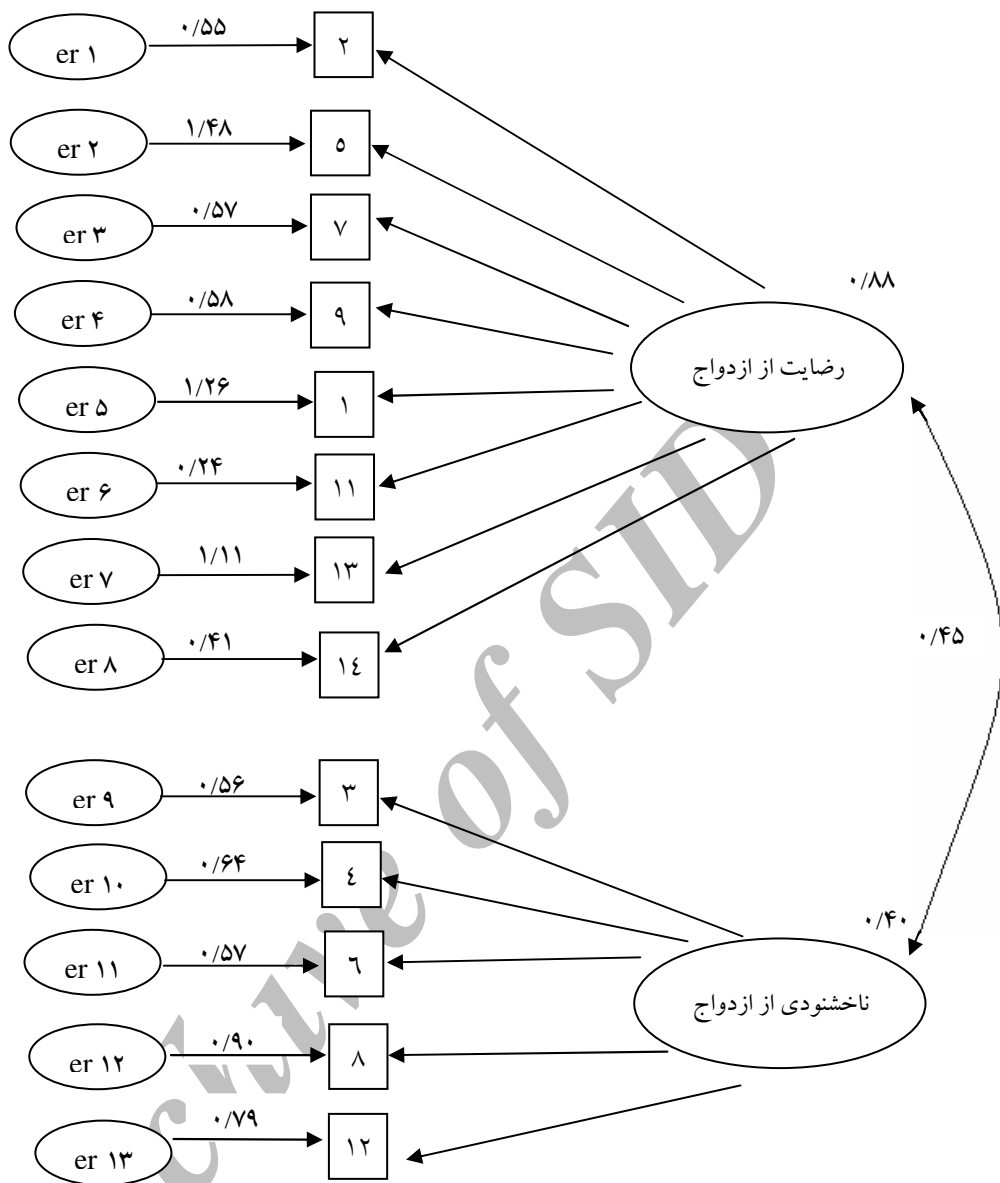 er ۱
۰/۵۵
۲
er ۲
۱/۴۸
۵
er ۳
۰/۵۷
۷
۰/۸۸
er ۴
۰/۵۸
۹
رضایت از ازدواج
er ۵
۱/۲۶
۱
er ۶
۰/۲۴
۱۱
er ۷
۱/۱۱
۱۳
er ۸
۰/۴۱
١٤
۰/۴۵
er ۹
۰/۵۶
۳
er ۱۰
۰/۶۴
٤
۰/۴۰
er ۱۱
۰/۵۷
٦
ناخشنودی از ازدواج
er ۱۲
۰/۹۰
۸
er ۱۳
۰/۷۹
۱۲
chive of SID